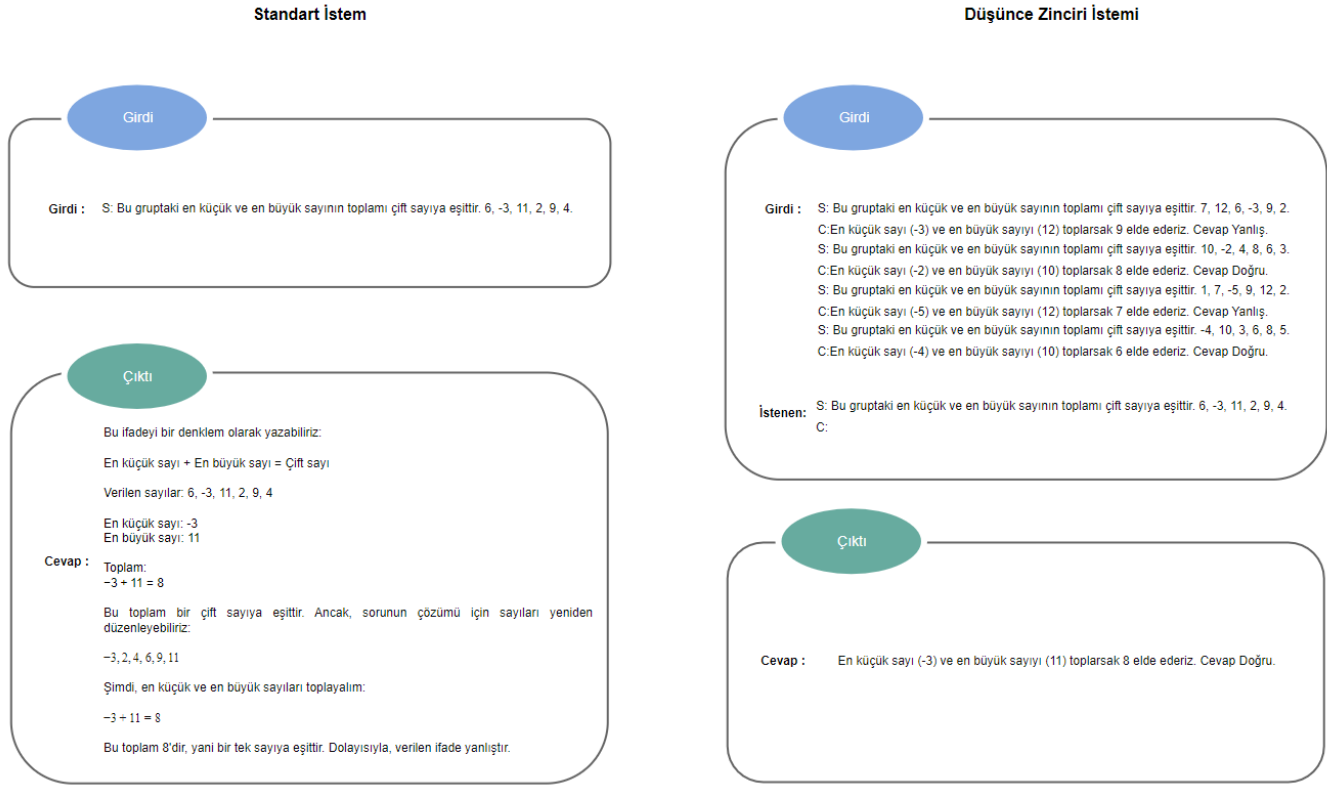 Standart İstem
Girdi
Girdi :
S: Bu gruptaki en küçük ve en büyük sayının toplamı çift sayıya eşittir. 6, -3, 11, 2, 9, 4.
Çıktı
Bu ifadeyi bir denklem olarak yazabiliriz:
En küçük sayı + En büyük sayı = Çift sayı
Verilen sayılar: 6, -3, 11, 2, 9, 4
En küçük sayı: -3
En büyük sayı: 11
Cevap :
Toplam:
−3 + 11 = 8
Bu toplam bir çift sayıya eşittir. Ancak, sorunun çözümü için sayıları yeniden
düzenleyebiliriz:
−3, 2, 4, 6, 9, 11
Şimdi, en küçük ve en büyük sayıları toplayalım:
−3 + 11 = 8
Bu toplam 8'dir, yani bir tek sayıya eşittir. Dolayısıyla, verilen ifade yanlıştır.
Düşünce Zinciri İstemi
Girdi
Girdi :
S: Bu gruptaki en küçük ve en büyük sayının toplamı çift sayıya eşittir. 7, 12, 6, -3, 9, 2.
C:En küçük sayı (-3) ve en büyük sayıyı (12) toplarsak 9 elde ederiz. Cevap Yanlış.
S: Bu gruptaki en küçük ve en büyük sayının toplamı çift sayıya eşittir. 10, -2, 4, 8, 6, 3.
C:En küçük sayı (-2) ve en büyük sayıyı (10) toplarsak 8 elde ederiz. Cevap Doğru.
S: Bu gruptaki en küçük ve en büyük sayının toplamı çift sayıya eşittir. 1, 7, -5, 9, 12, 2.
C:En küçük sayı (-5) ve en büyük sayıyı (12) toplarsak 7 elde ederiz. Cevap Yanlış.
S: Bu gruptaki en küçük ve en büyük sayının toplamı çift sayıya eşittir. -4, 10, 3, 6, 8, 5.
C:En küçük sayı (-4) ve en büyük sayıyı (10) toplarsak 6 elde ederiz. Cevap Doğru.
İstenen:
S: Bu gruptaki en küçük ve en büyük sayının toplamı çift sayıya eşittir. 6, -3, 11, 2, 9, 4.
C:
Çıktı
Cevap :
En küçük sayı (-3) ve en büyük sayıyı (11) toplarsak 8 elde ederiz. Cevap Doğru.